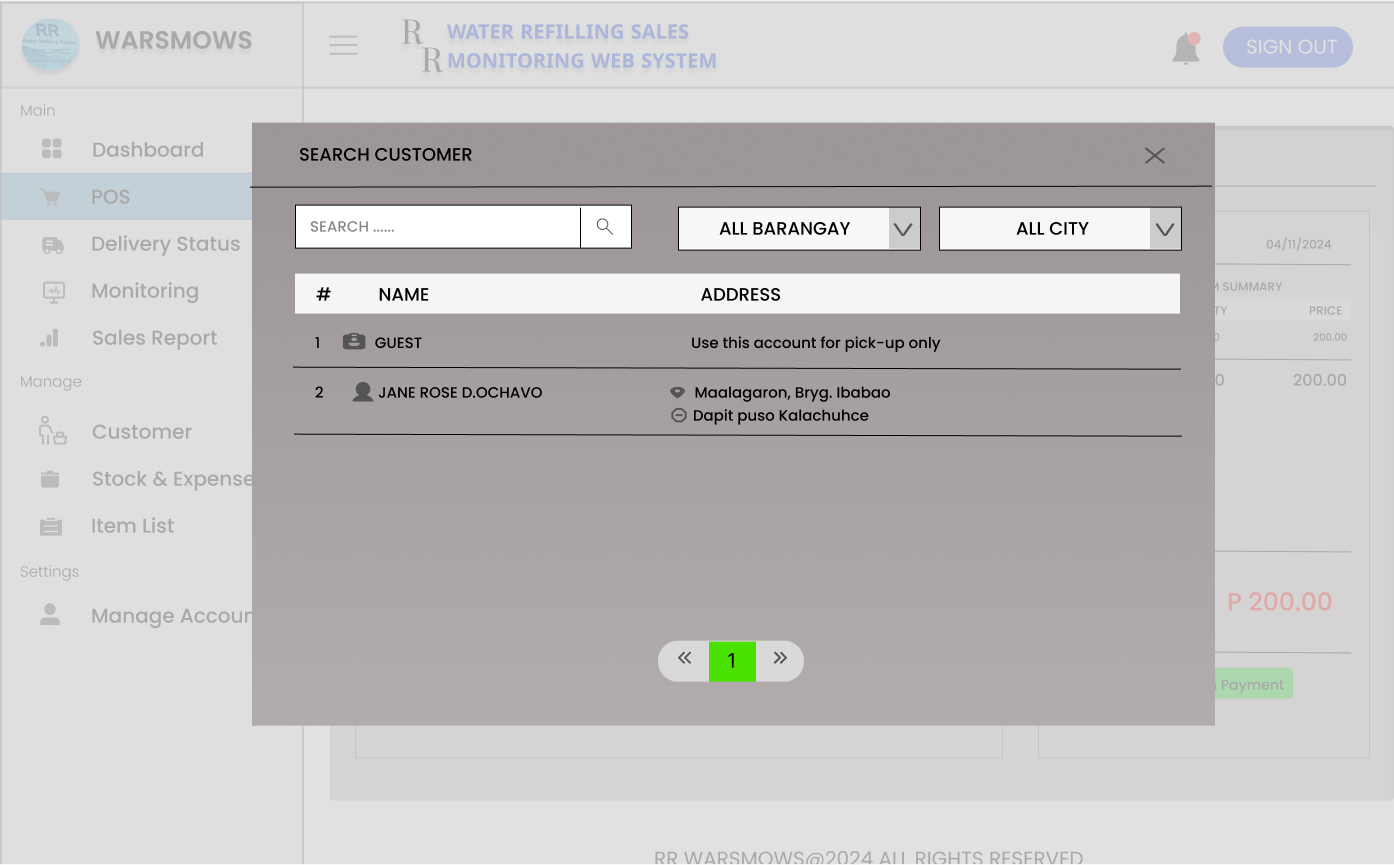 RR
WARSMOWS
R
R
WATER REFILLING SALES
MONITORING WEB SYSTEM
SIGN OUT
Main
Dashboard
POS
Delivery Status
Monitoring
Sales Report
Manage
Customer
Stock & Expense
Item List
Settings
Manage Accoun
SEARCH CUSTOMER
SEARCH ......
ALL BARANGAY
ALL CITY
# NAME ADDRESS
1 GUEST Use this account for pick-up only
2 JANE ROSE D.OCHAVO Maalagaron, Bryg. Ibabao
Dapit puso Kalachuhce
« 1 »
04/11/2024
M SUMMARY
TY PRICE
0 200.00
0 200.00
P 200.00
Payment
RR WARSMOWS@2024 ALL RIGHTS RESERVED